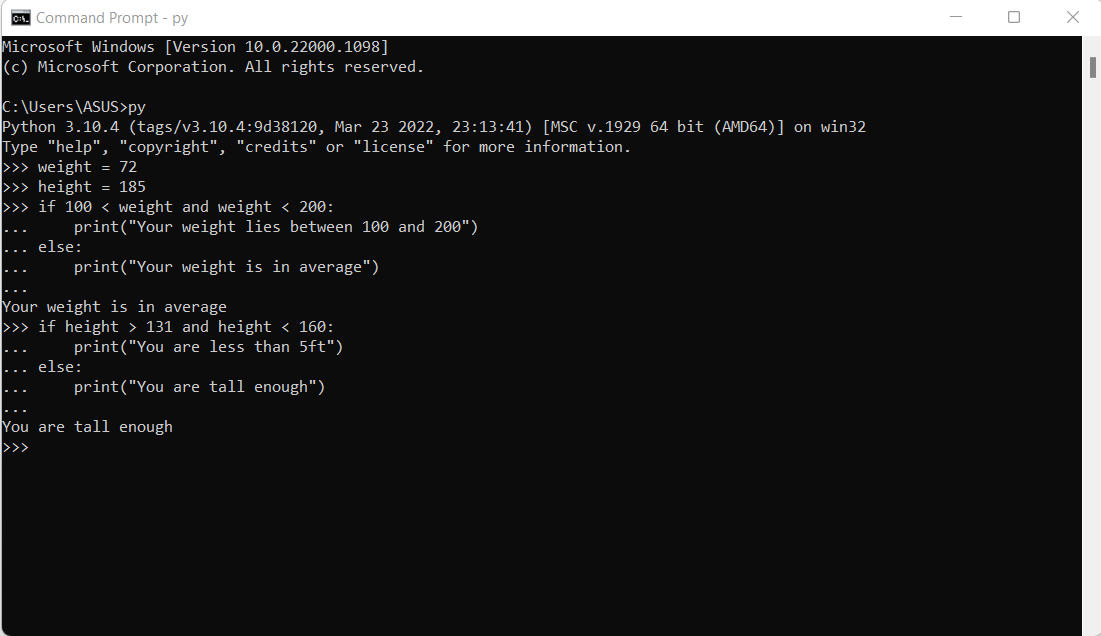 Command Prompt - py
Microsoft Windows [Version 10.0.22000.1098]
(c) Microsoft Corporation. All rights reserved.
C:\Users\ASUS>py
Python 3.10.4 (tags/v3.10.4:9d38120, Mar 23 2022, 23:13:41) [MSC v.1929 64 bit (AMD64)] on win32
Type "help", "copyright", "credits" or "license" for more information.
>>> weight = 72
>>> height = 185
>>> if 100 < weight and weight < 200:
...     print("Your weight lies between 100 and 200")
... else:
...     print("Your weight is in average")
...
Your weight is in average
>>> if height > 131 and height < 160:
...     print("You are less than 5ft")
... else:
...     print("You are tall enough")
...
You are tall enough
>>>